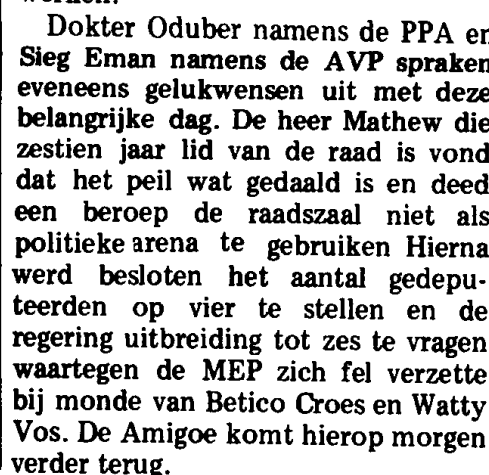 Dokter Oduber namens de PPA en
Sieg Eman namens de AVP spraken
eveneens gelukwensen uit met deze
belangrijke dag. De heer Mathew die
zestien jaar lid van de raad is vond
dat het peil wat gedaald is en deed
een beroep de raadszaal niet als
politieke arena te gebruiken Hierna
werd besloten het aantal gedepu-
teerden op vier te stellen en de
regering uitbreiding tot zes te vragen
waartegen de MEP zich fel verzette
bij monde van Betico Croes en Watty
Vos. De Amigoe komt hierop morgen
verder terug.